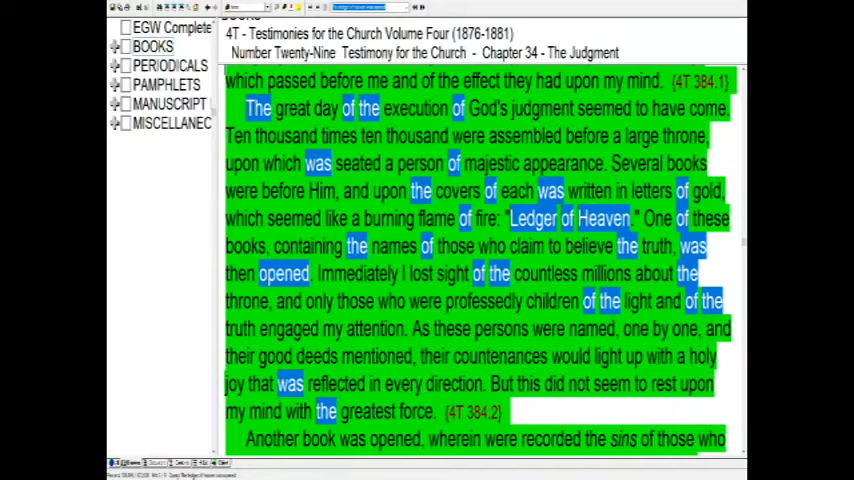 EGW Complete
BOOKS
PERIODICALS
PAMPHLETS
MANUSCRIPT
MISCELLANEC
4T - Testimonies for the Church Volume Four (1876-1881)
Number Twenty-Nine Testimony for the Church - Chapter 34 - The Judgment
which passed before me and of the effect they had upon my mind. {4T 384.1}
The great day of the execution of God's judgment seemed to have come.
Ten thousand times ten thousand were assembled before a large throne,
upon which was seated a person of majestic appearance. Several books
were before Him, and upon the covers of each was written in letters of gold,
which seemed like a burning flame of fire: "Ledger of Heaven." One of these
books, containing the names of those who claim to believe the truth, was
then opened. Immediately I lost sight of the countless millions about the
throne, and only those who were professedly children of the light and of the
truth engaged my attention. As these persons were named, one by one, and
their good deeds mentioned, their countenances would light up with a holy
joy that was reflected in every direction. But this did not seem to rest upon
my mind with the greatest force. {4T 384.2}
Another book was opened, wherein were recorded the sins of those who